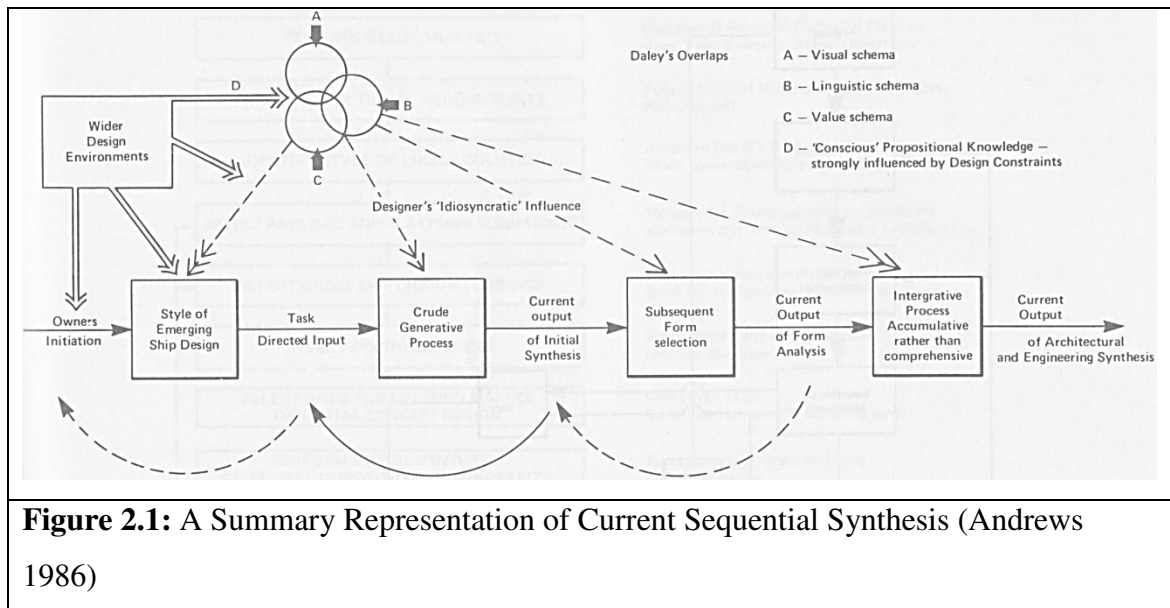 A
Daley's Overlaps
A – Visual schema
D
B
B – Linguistic schema
Wider
Design
Environments
C – Value schema
C
D – 'Conscious' Propositional Knowledge –
strongly influenced by Design Constraints
Designer's 'Idiosyncratic' Influence
Owners
Initiation
Style of
Emerging
Ship Design
Task
Directed Input
Crude
Generative
Process
Current
output
of Initial
Synthesis
Subsequent
Form
selection
Current
Output
of Form
Analysis
Intergrative
Process
Accumulative
rather than
comprehensive
Current
Output
of Architectural
and Engineering Synthesis
Figure 2.1: A Summary Representation of Current Sequential Synthesis (Andrews
1986)